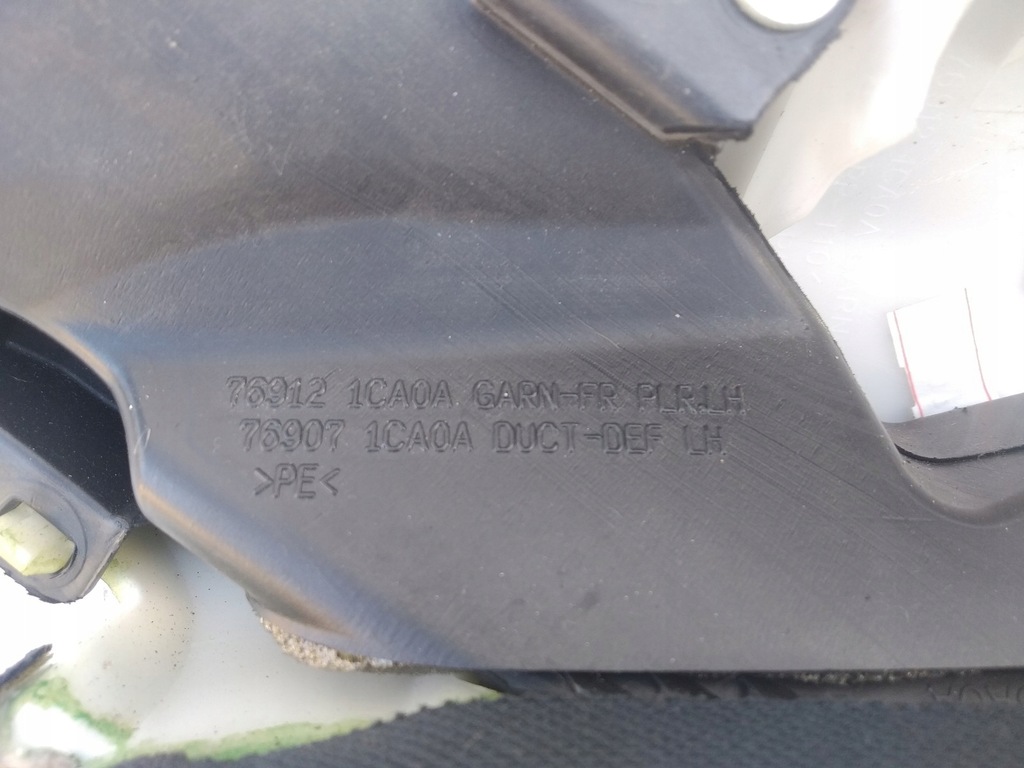 76912 1CA0A GARN-FR PLR.LH
76907 1CA0A DUCT-DEF LH
>PE<